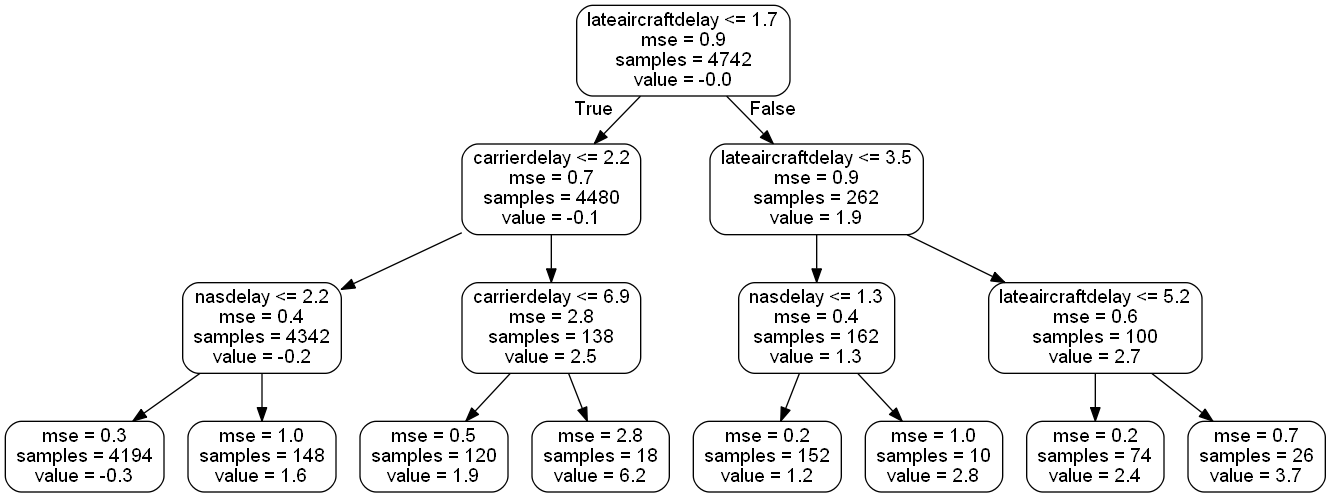 lateaircraftdelay <= 1.7
mse = 0.9
samples = 4742
value = -0.0
True
False
carrierdelay <= 2.2
mse = 0.7
samples = 4480
value = -0.1
lateaircraftdelay <= 3.5
mse = 0.9
samples = 262
value = 1.9
nasdelay <= 2.2
mse = 0.4
samples = 4342
value = -0.2
carrierdelay <= 6.9
mse = 2.8
samples = 138
value = 2.5
nasdelay <= 1.3
mse = 0.4
samples = 162
value = 1.3
lateaircraftdelay <= 5.2
mse = 0.6
samples = 100
value = 2.7
mse = 0.3
samples = 4194
value = -0.3
mse = 1.0
samples = 148
value = 1.6
mse = 0.5
samples = 120
value = 1.9
mse = 2.8
samples = 18
value = 6.2
mse = 0.2
samples = 152
value = 1.2
mse = 1.0
samples = 10
value = 2.8
mse = 0.2
samples = 74
value = 2.4
mse = 0.7
samples = 26
value = 3.7